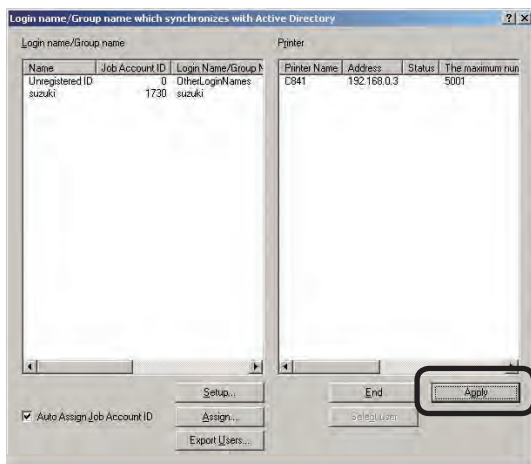 Login name/Group name which synchronizes with Active Directory
Login name/Group name
Name Job Account ID Login Name/Group N
Unregistered ID 0 OtherLoginNames
suzuki 1730 suzuki
Printer
Printer Name Address Status The maximum num
C841 192.168.0.3 5001
Setup...
Auto Assign Job Account ID
Assign...
Export Users...
End
Apply
Select user